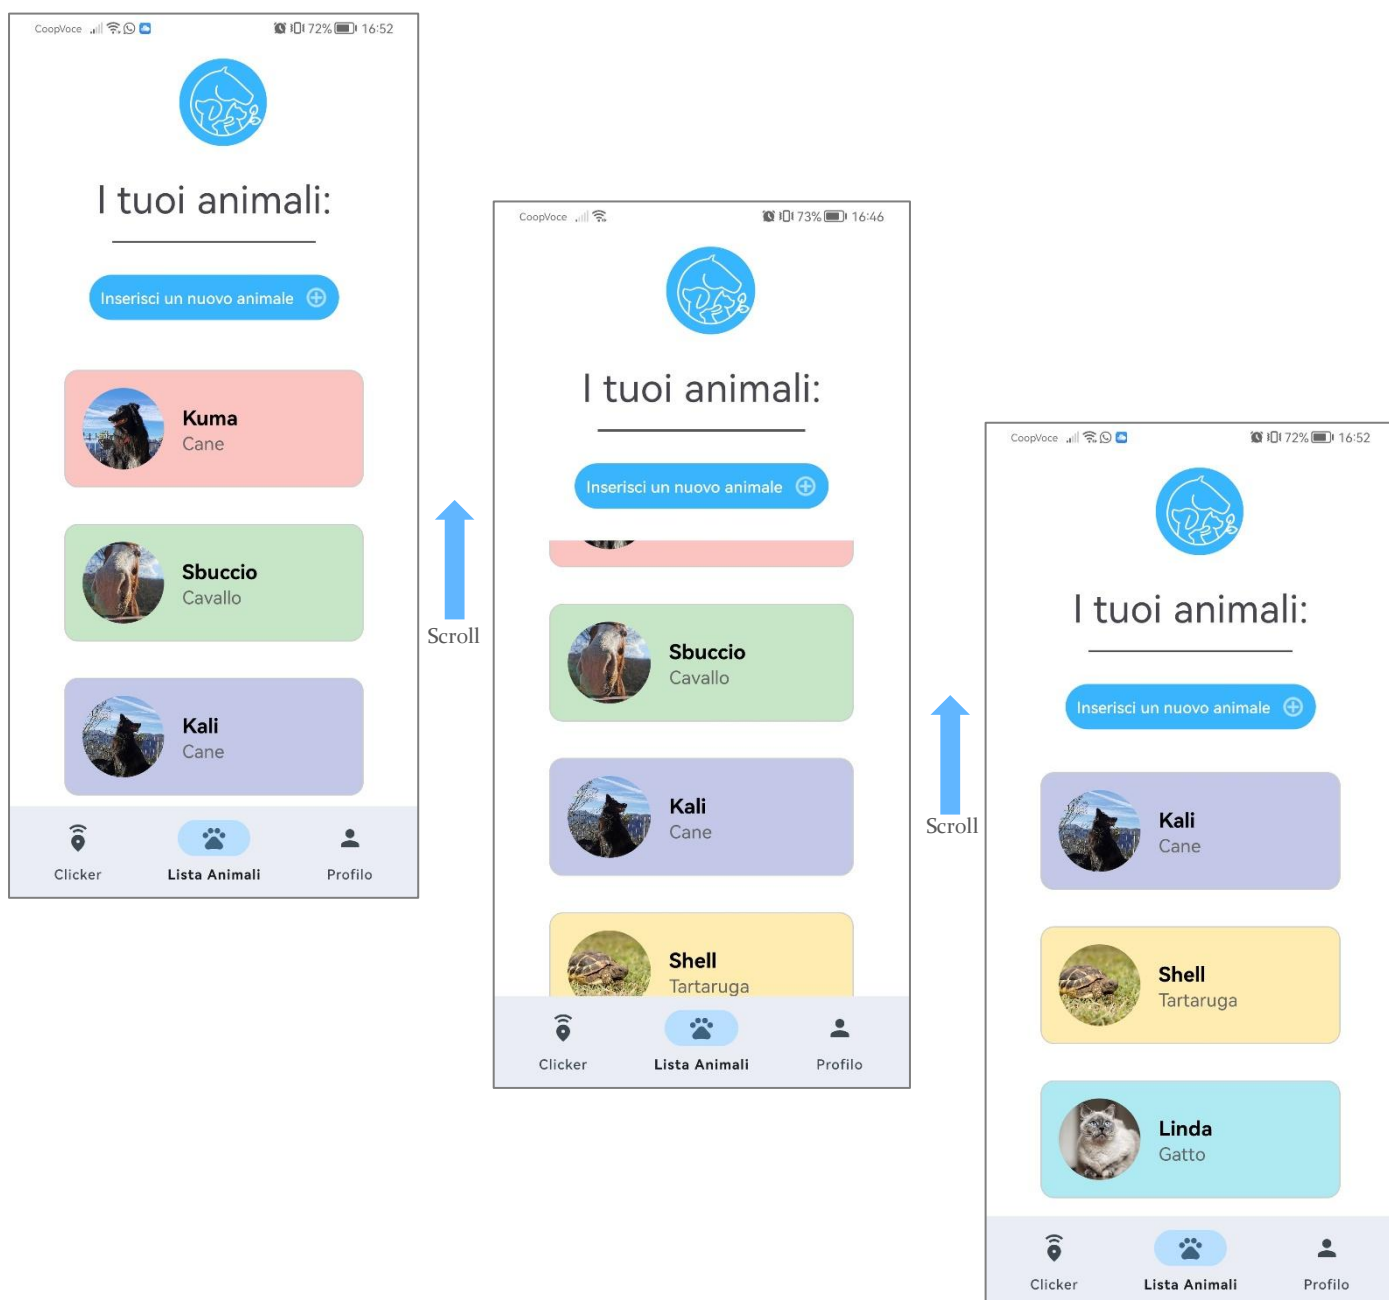 CoopVoce 72% 16:52
I tuoi animali:
Inserisci un nuovo animale
Kuma
Cane
Sbuccio
Cavallo
Kali
Cane
Clicker Lista Animali Profilo
Scroll
CoopVoce 73% 16:46
I tuoi animali:
Inserisci un nuovo animale
Sbuccio
Cavallo
Kali
Cane
Shell
Tartaruga
Clicker Lista Animali Profilo
Scroll
CoopVoce 72% 16:52
I tuoi animali:
Inserisci un nuovo animale
Kali
Cane
Shell
Tartaruga
Linda
Gatto
Clicker Lista Animali Profilo